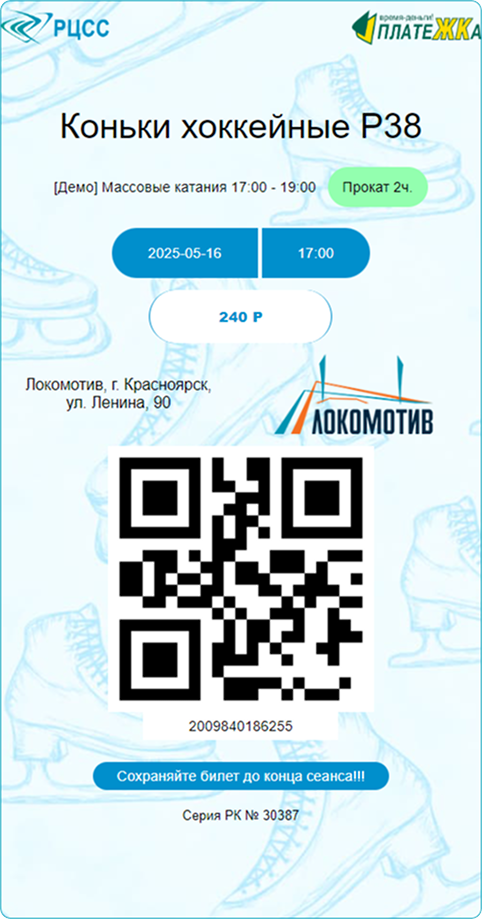 РЦСС
время-деньги!
ПЛАТЕЖКа
Коньки хоккейные Р38
[Демо] Массовые катания 17:00 - 19:00 Прокат 2ч.
2025-05-16 17:00
240 Р
Локомотив, г. Красноярск,
ул. Ленина, 90
ЛОКОМОТИВ
2009840186255
Сохраняйте билет до конца сеанса!!!
Серия РК № 30387